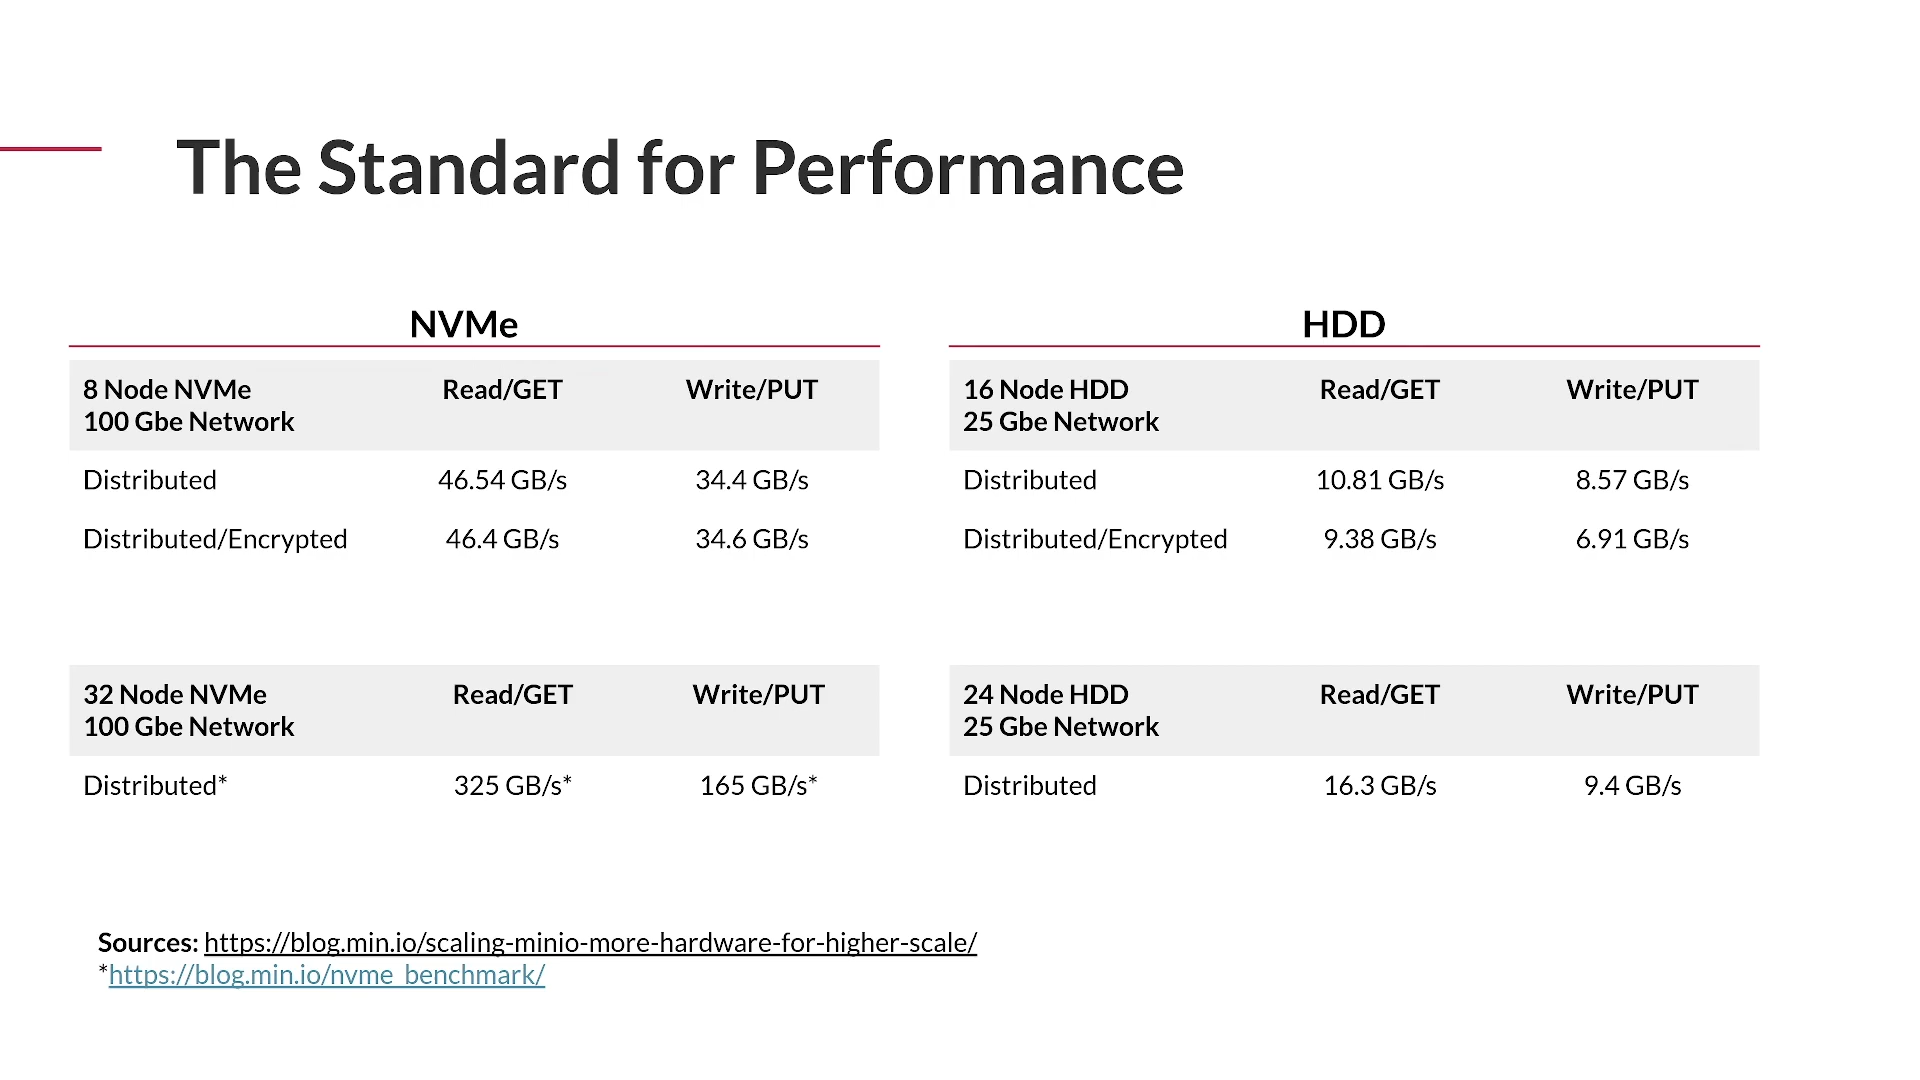 The Standard for Performance
NVMe
8 Node NVMe Read/GET Write/PUT
100 Gbe Network
Distributed 46.54 GB/s 34.4 GB/s
Distributed/Encrypted 46.4 GB/s 34.6 GB/s
32 Node NVMe Read/GET Write/PUT
100 Gbe Network
Distributed* 325 GB/s* 165 GB/s*
HDD
16 Node HDD Read/GET Write/PUT
25 Gbe Network
Distributed 10.81 GB/s 8.57 GB/s
Distributed/Encrypted 9.38 GB/s 6.91 GB/s
24 Node HDD Read/GET Write/PUT
25 Gbe Network
Distributed 16.3 GB/s 9.4 GB/s
Sources: https://blog.min.io/scaling-minio-more-hardware-for-higher-scale/
*https://blog.min.io/nvme_benchmark/